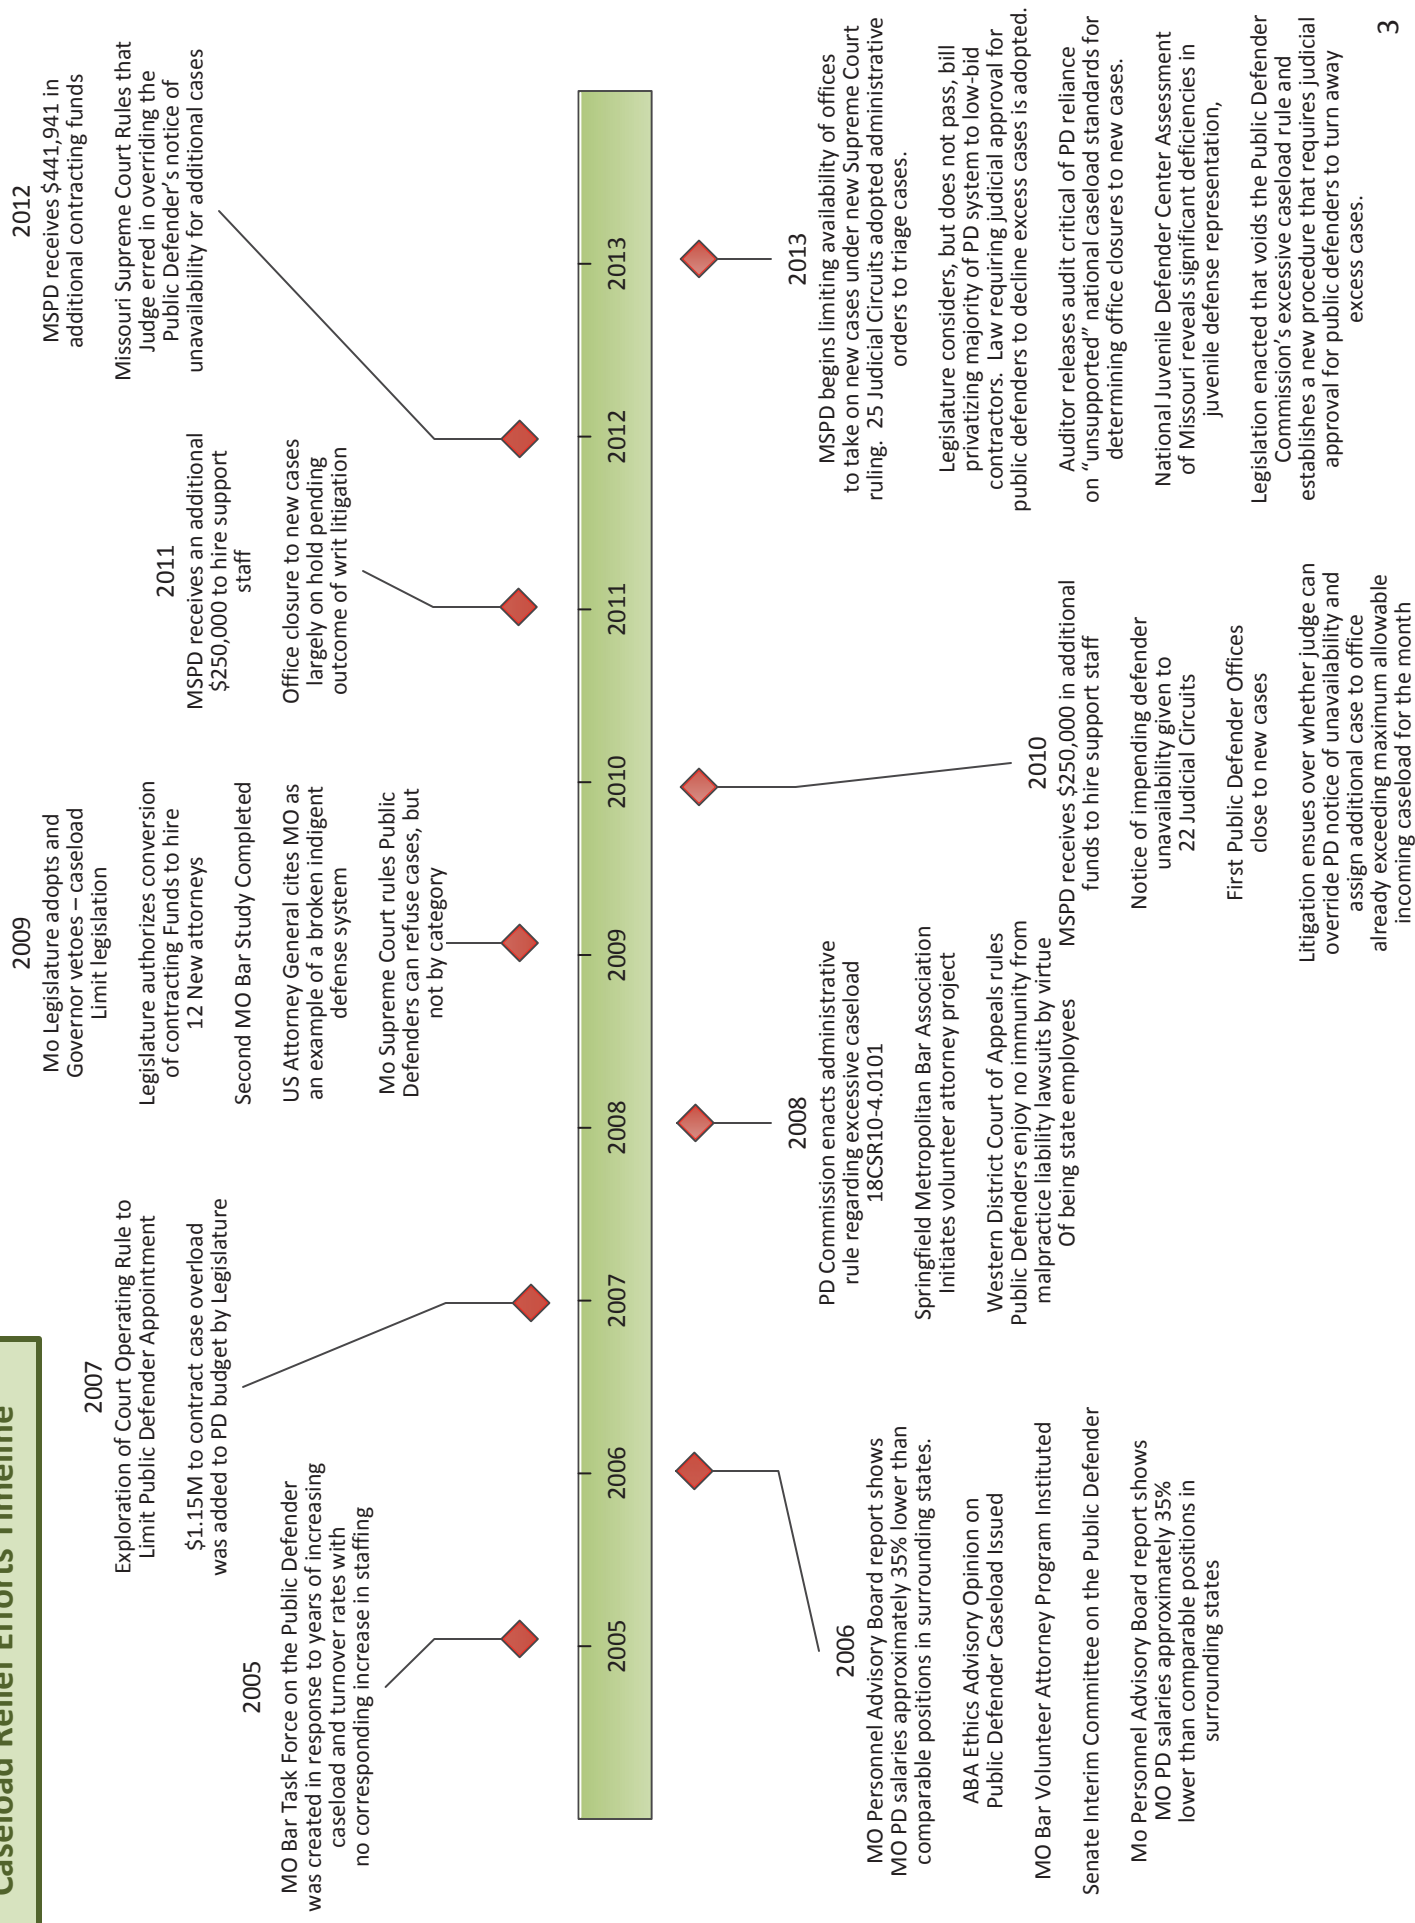 Caseload Relief Efforts Timeline
2005
MO Bar Task Force on the Public Defender
was created in response to years of increasing
caseload and turnover rates with
no corresponding increase in staffing
2007
Exploration of Court Operating Rule to
Limit Public Defender Appointment
$1.15M to contract case overload
was added to PD budget by Legislature
2009
Mo Legislature adopts and
Governor vetoes – caseload
Limit legislation
Legislature authorizes conversion
of contracting Funds to hire
12 New attorneys
Second MO Bar Study Completed
US Attorney General cites MO as
an example of a broken indigent
defense system
Mo Supreme Court rules Public
Defenders can refuse cases, but
not by category
2011
MSPD receives an additional
$250,000 to hire support
staff
Office closure to new cases
largely on hold pending
outcome of writ litigation
2012
MSPD receives $441,941 in
additional contracting funds
Missouri Supreme Court Rules that
Judge erred in overriding the
Public Defender's notice of
unavailability for additional cases
2005
2006
2007
2008
2009
2010
2011
2012
2013
2006
MO Personnel Advisory Board report shows
MO PD salaries approximately 35% lower than
comparable positions in surrounding states.
ABA Ethics Advisory Opinion on
Public Defender Caseload Issued
MO Bar Volunteer Attorney Program Instituted
Senate Interim Committee on the Public Defender
Mo Personnel Advisory Board report shows
MO PD salaries approximately 35%
lower than comparable positions in
surrounding states
2008
PD Commission enacts administrative
rule regarding excessive caseload
18CSR10-4.0101
Springfield Metropolitan Bar Association
Initiates volunteer attorney project
Western District Court of Appeals rules
Public Defenders enjoy no immunity from
malpractice liability lawsuits by virtue
Of being state employees
2010
MSPD receives $250,000 in additional
funds to hire support staff
Notice of impending defender
unavailability given to
22 Judicial Circuits
First Public Defender Offices
close to new cases
Litigation ensues over whether judge can
override PD notice of unavailability and
assign additional case to office
already exceeding maximum allowable
incoming caseload for the month
2013
MSPD begins limiting availability of offices
to take on new cases under new Supreme Court
ruling.  25 Judicial Circuits adopted administrative
orders to triage cases.
Legislature considers, but does not pass, bill
privatizing majority of PD system to low-bid
contractors.  Law requiring judicial approval for
public defenders to decline excess cases is adopted.
Auditor releases audit critical of PD reliance
on “unsupported” national caseload standards for
determining office closures to new cases.
National Juvenile Defender Center Assessment
of Missouri reveals significant deficiencies in
juvenile defense representation,
Legislation enacted that voids the Public Defender
Commission's excessive caseload rule and
establishes a new procedure that requires judicial
approval for public defenders to turn away
excess cases.
3